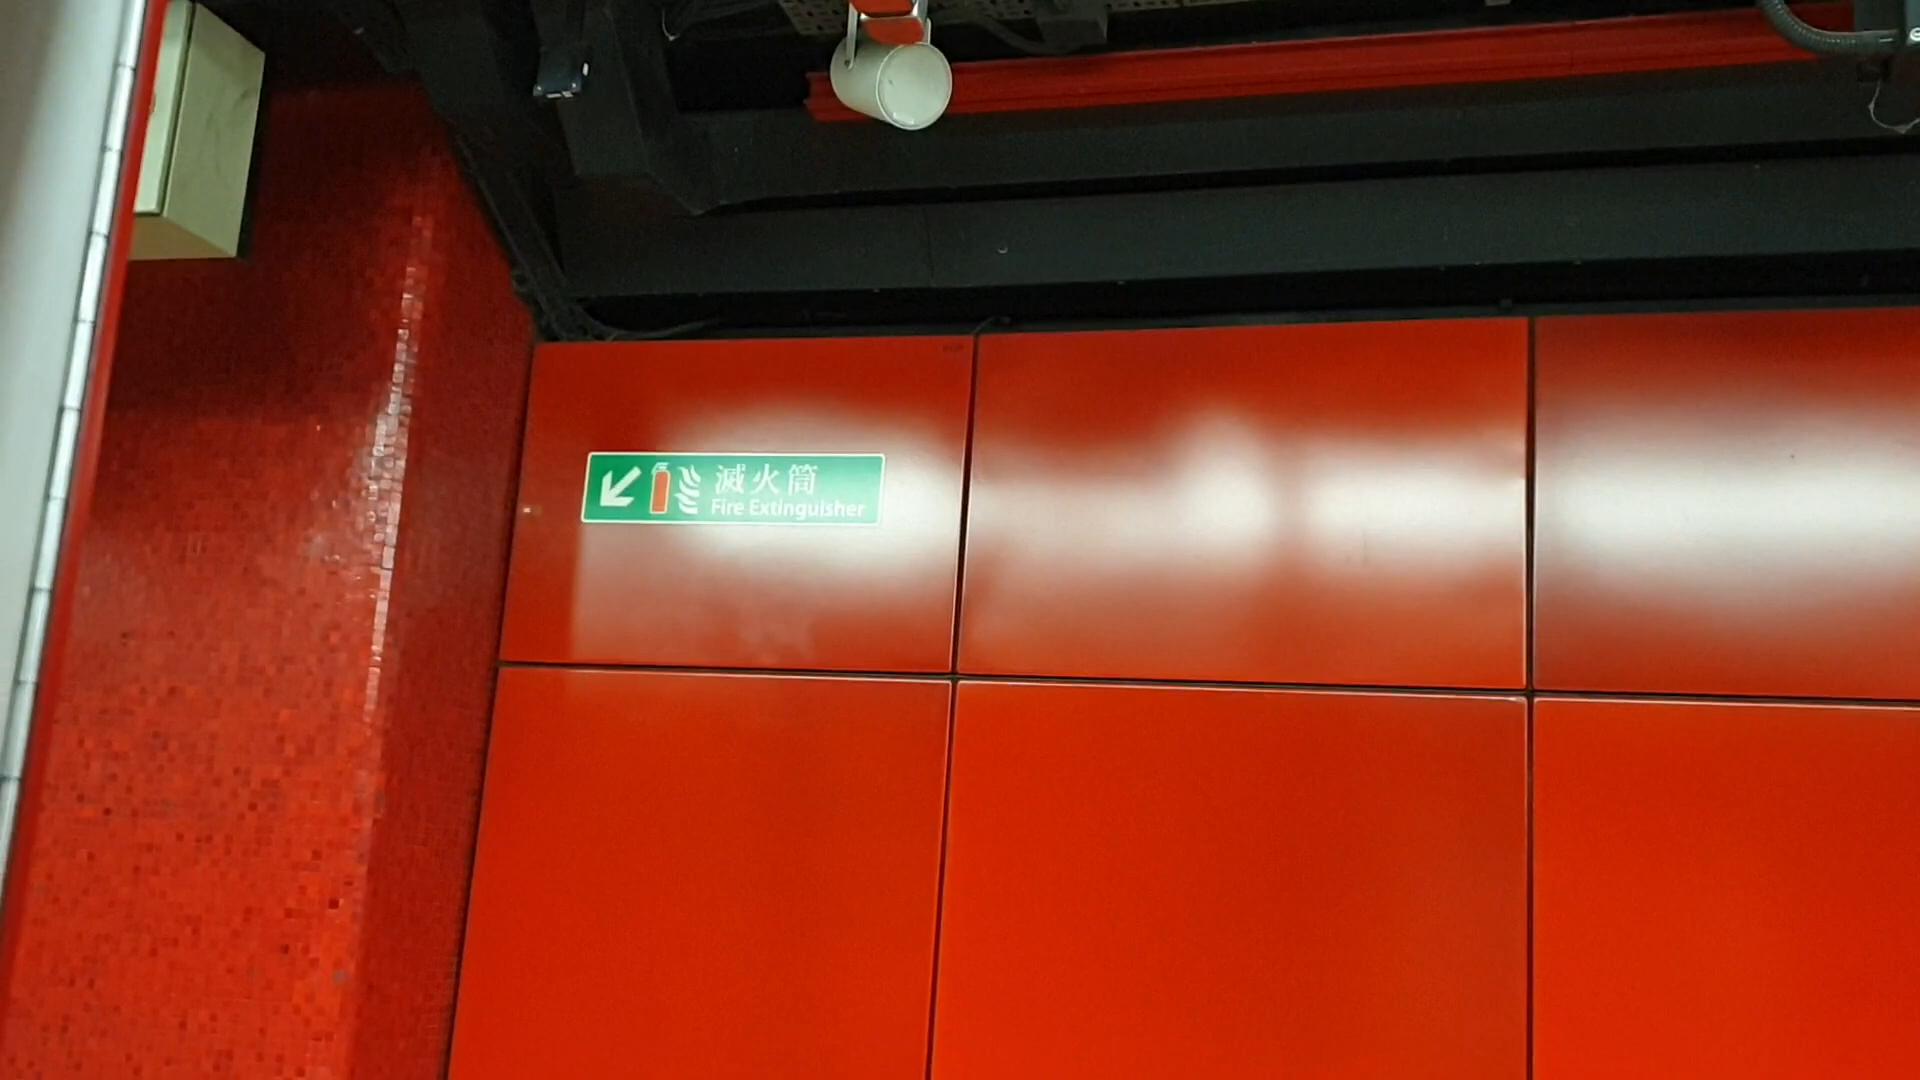 滅火筒
Fire Extinguisher